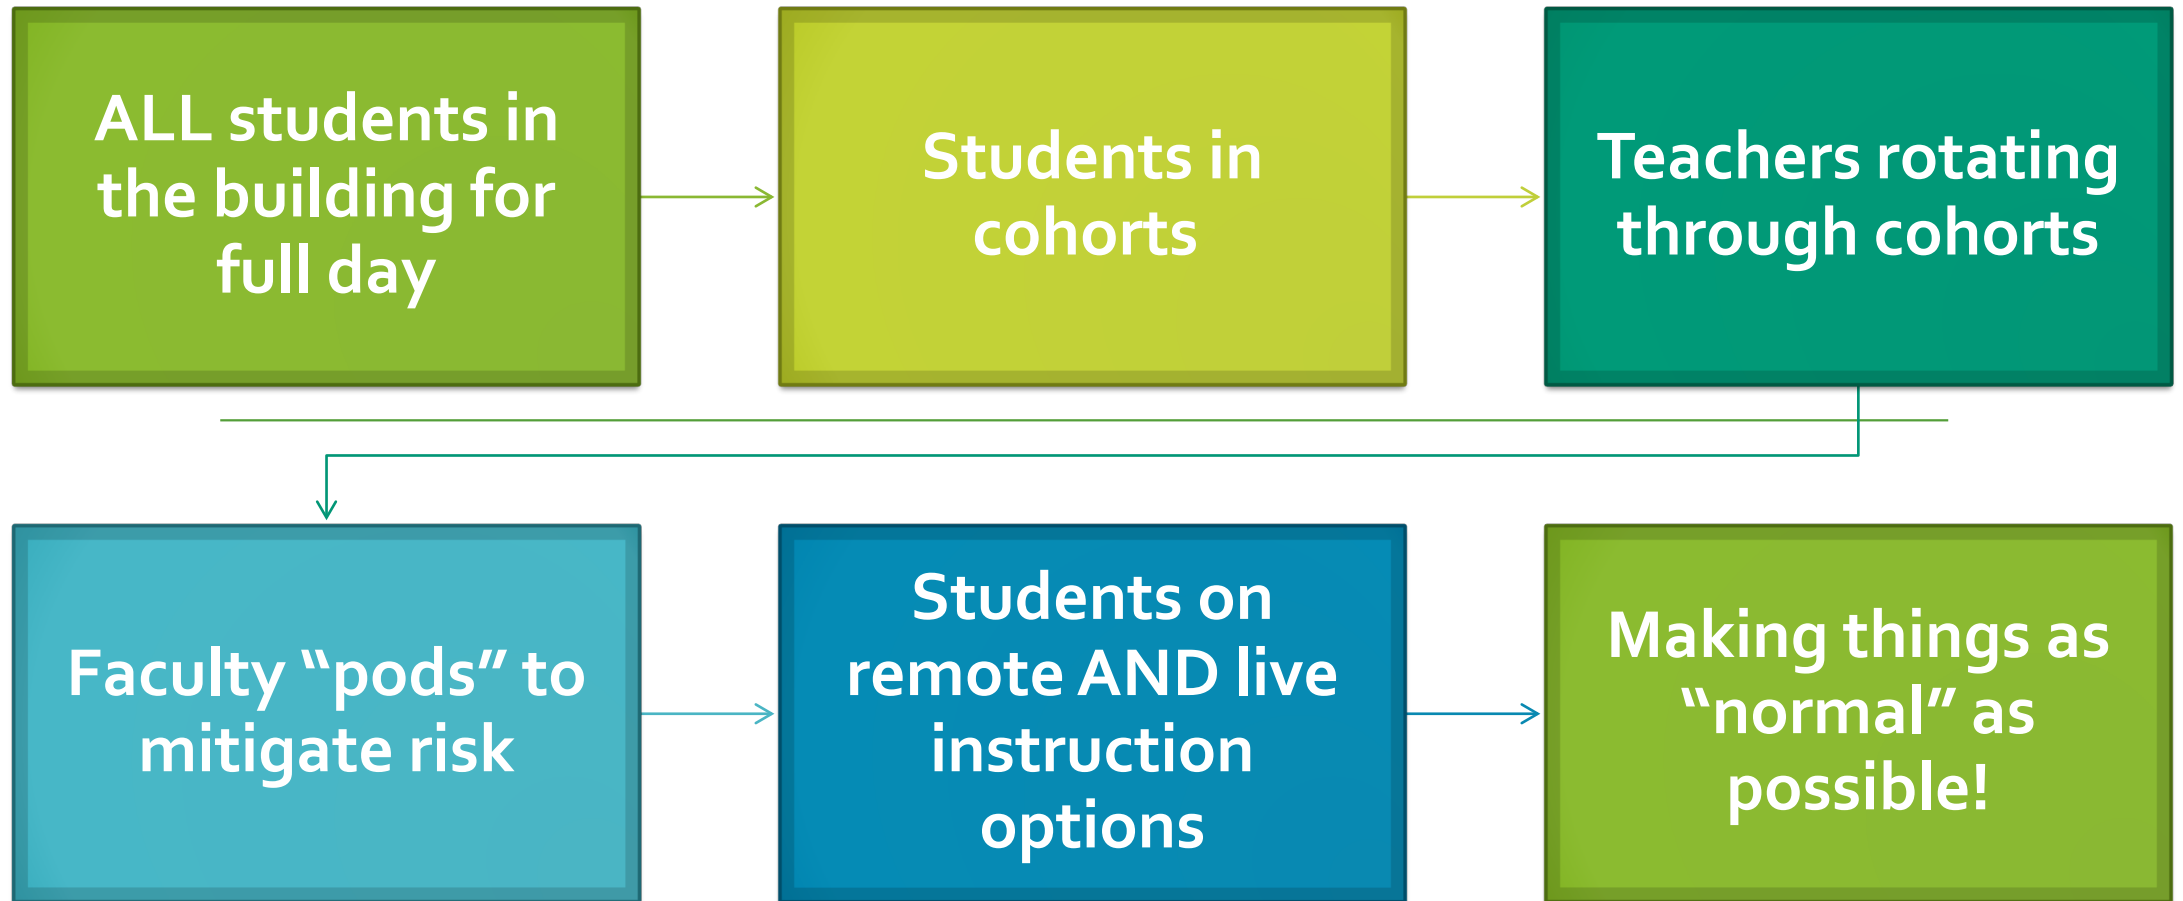 ALL students in
the building for
full day
Students in
cohorts
Teachers rotating
through cohorts
Faculty “pods” to
mitigate risk
Students on
remote AND live
instruction
options
Making things as
“normal” as
possible!